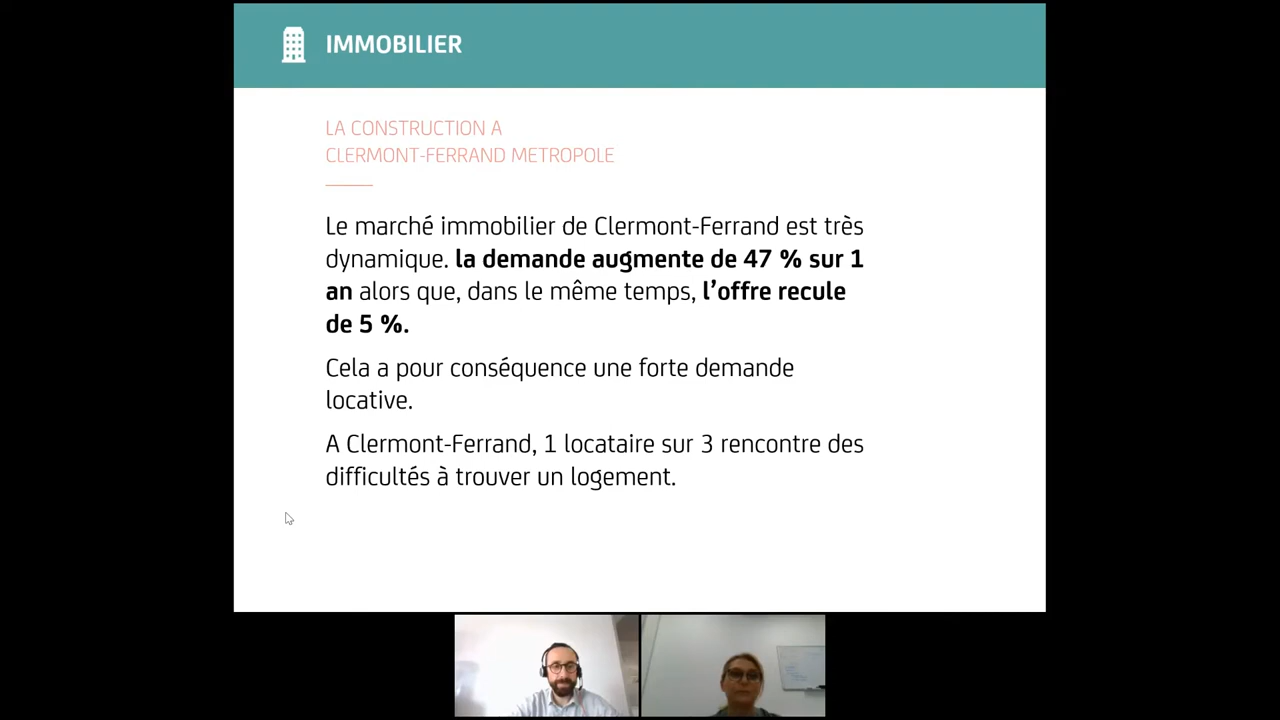 IMMOBILIER
LA CONSTRUCTION A
CLERMONT-FERRAND METROPOLE
Le marché immobilier de Clermont-Ferrand est très
dynamique. la demande augmente de 47 % sur 1
an alors que, dans le même temps, l’offre recule
de 5 %.
Cela a pour conséquence une forte demande
locative.
A Clermont-Ferrand, 1 locataire sur 3 rencontre des
difficultés à trouver un logement.